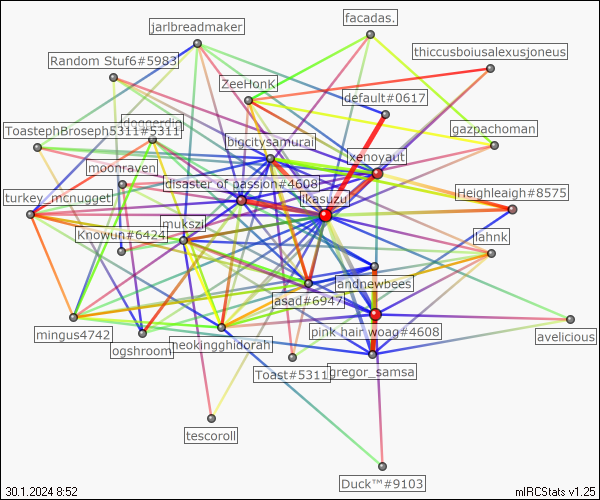 facadas.
jarlbreadmaker
thiccusboiusalexusjoneus
Random Stuf6#5983
ZeeHonK
default#0617
doggerdio
ToastephBroseph5311#5311
gazpachoman
bigcitysamurai
xenoyaut
moonraven
disaster of passion#4608
turkey_mcnugget
ikasuzu
Heighleaigh#8575
mukszi
Knowun#6424
lahnk
andnewbees
asad#6947
mingus4742
pink hair woag#4608
avelicious
ogshroom
heokingghidorah
Toast#5311
gregor_samsa
tescoroll
Duck™#9103
30.1.2024 8:52
mIRCStats v1.25